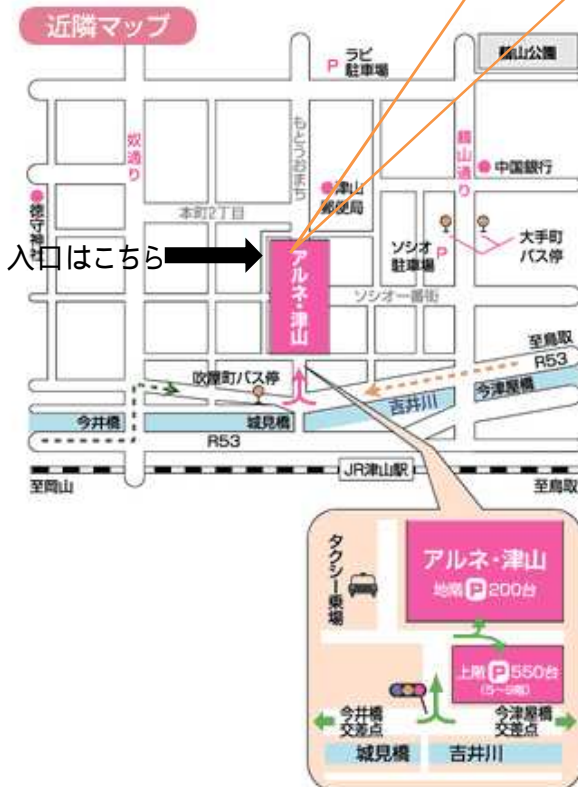 近隣マップ
ラピ
P 駐車場
鶴山公園
奴通り
もとうおまち
鶴山通り
中国銀行
津山
郵便局
徳守神社
本町2丁目
入口はこちら
アルネ・津山
ソシオ
駐車場 P
大手町
バス停
ソシオ一番街
至鳥取
R53
吹屋町バス停
今津屋橋
吉井川
今井橋
城見橋
R53
JR津山駅
至岡山
至鳥取
タクシー乗場
アルネ・津山
地階 P 200台
上階 P 550台
(5~9階)
今井橋
交差点
今津屋橋
交差点
城見橋
吉井川